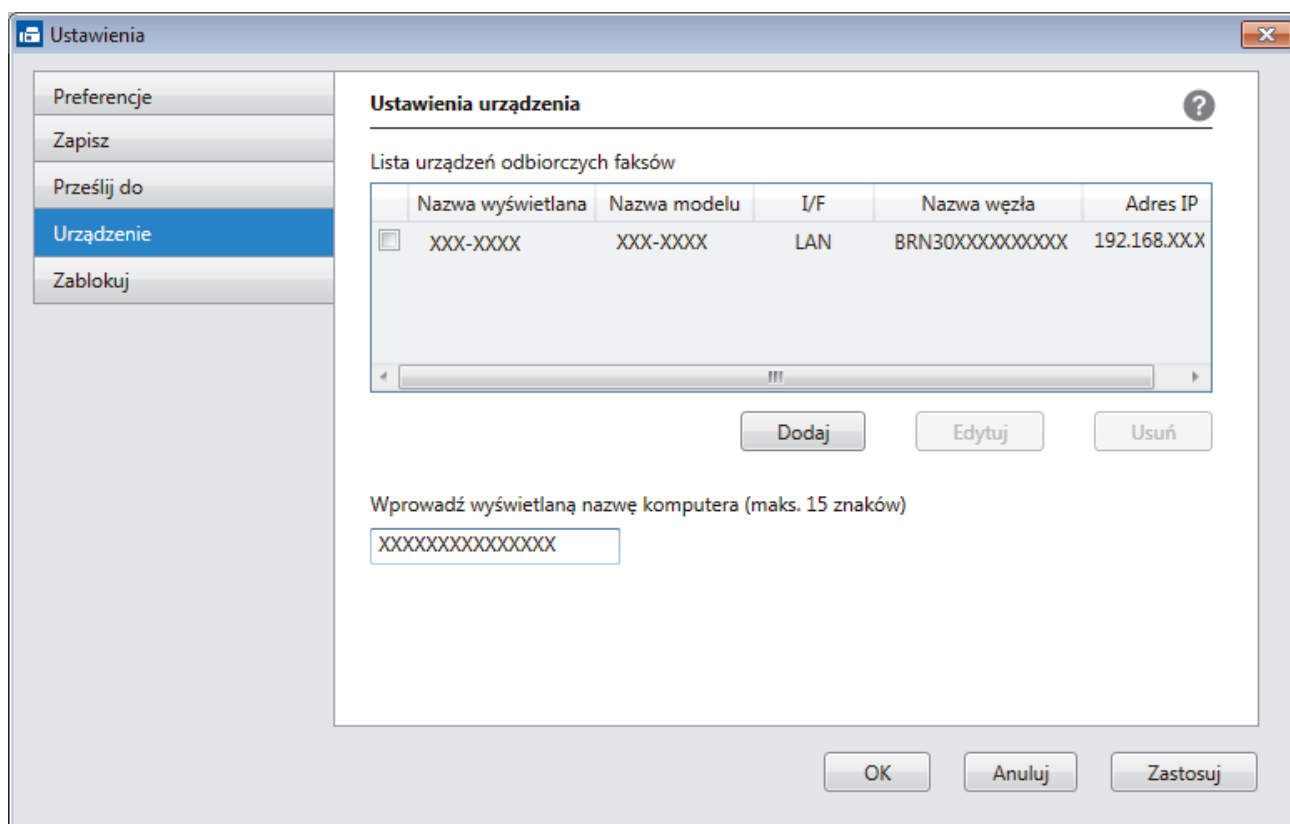 Ustawienia
Preferencje
Zapisz
Prześlij do
Urządzenie
Zablokuj
Ustawienia urządzenia
?
Lista urządzeń odbiorczych faksów
Nazwa wyświetlana Nazwa modelu I/F Nazwa węzła Adres IP
XXX-XXXX XXX-XXXX LAN BRN30XXXXXXXXXX 192.168.XX.X
Dodaj Edytuj Usuń
Wprowadź wyświetlaną nazwę komputera (maks. 15 znaków)
XXXXXXXXXXXXXXX
OK Anuluj Zastosuj